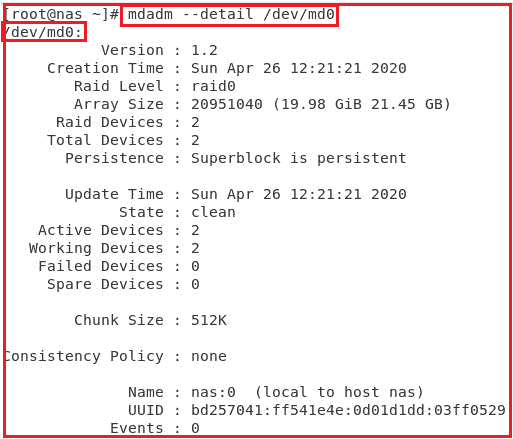 [root@nas ~]# mdadm --detail /dev/md0
/dev/md0:
Version : 1.2
Creation Time : Sun Apr 26 12:21:21 2020
Raid Level : raid0
Array Size : 20951040 (19.98 GiB 21.45 GB)
Raid Devices : 2
Total Devices : 2
Persistence : Superblock is persistent
Update Time : Sun Apr 26 12:21:21 2020
State : clean
Active Devices : 2
Working Devices : 2
Failed Devices : 0
Spare Devices : 0
Chunk Size : 512K
Consistency Policy : none
Name : nas:0  (local to host nas)
UUID : bd257041:ff541e4e:0d01d1dd:03ff0529
Events : 0